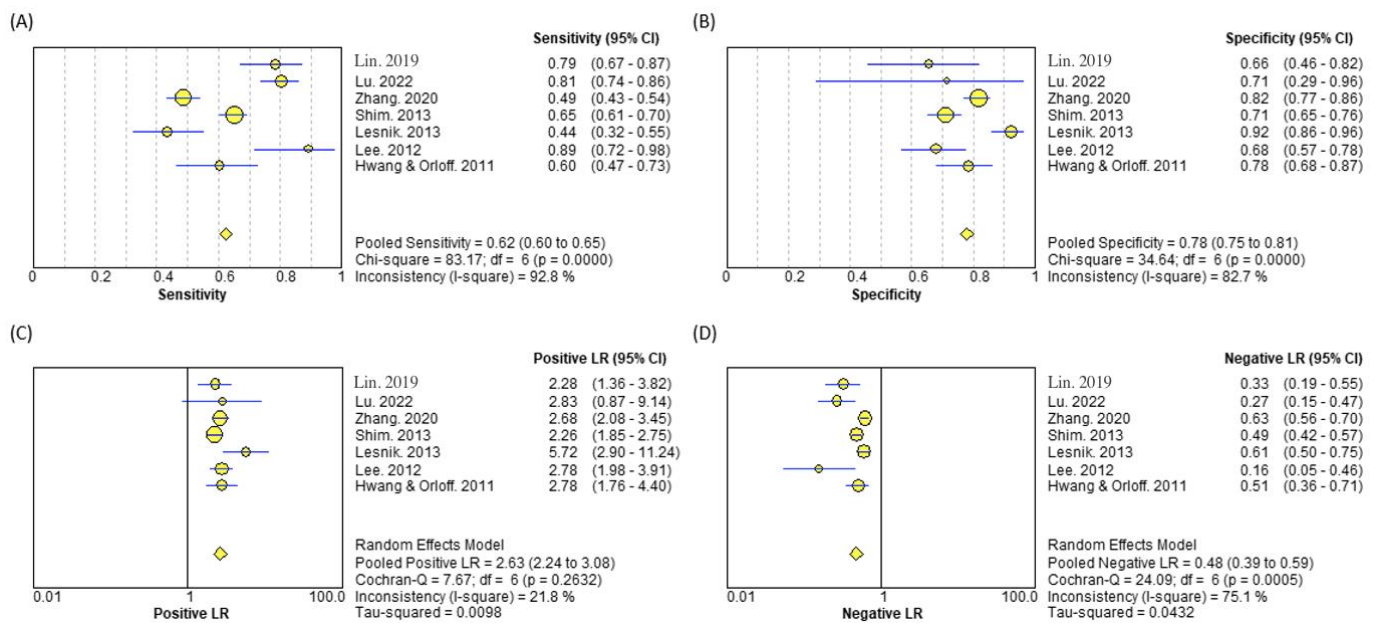 (A)
Sensitivity (95% CI)
Lin. 2019 0.79 (0.67 - 0.87)
Lu. 2022 0.81 (0.74 - 0.86)
Zhang. 2020 0.49 (0.43 - 0.54)
Shim. 2013 0.65 (0.61 - 0.70)
Lesnik. 2013 0.44 (0.32 - 0.55)
Lee. 2012 0.89 (0.72 - 0.98)
Hwang & Orloff. 2011 0.60 (0.47 - 0.73)
Pooled Sensitivity = 0.62 (0.60 to 0.65)
Chi-square = 83.17; df = 6 (p = 0.0000)
Inconsistency (I-square) = 92.8 %
0 0.2 0.4 0.6 0.8 1
Sensitivity
(B)
Specificity (95% CI)
Lin. 2019 0.66 (0.46 - 0.82)
Lu. 2022 0.71 (0.29 - 0.96)
Zhang. 2020 0.82 (0.77 - 0.86)
Shim. 2013 0.71 (0.65 - 0.76)
Lesnik. 2013 0.92 (0.86 - 0.96)
Lee. 2012 0.68 (0.57 - 0.78)
Hwang & Orloff. 2011 0.78 (0.68 - 0.87)
Pooled Specificity = 0.78 (0.75 to 0.81)
Chi-square = 34.64; df = 6 (p = 0.0000)
Inconsistency (I-square) = 82.7 %
0 0.2 0.4 0.6 0.8 1
Specificity
(C)
Positive LR (95% CI)
Lin. 2019 2.28 (1.36 - 3.82)
Lu. 2022 2.83 (0.87 - 9.14)
Zhang. 2020 2.68 (2.08 - 3.45)
Shim. 2013 2.26 (1.85 - 2.75)
Lesnik. 2013 5.72 (2.90 - 11.24)
Lee. 2012 2.78 (1.98 - 3.91)
Hwang & Orloff. 2011 2.78 (1.76 - 4.40)
Random Effects Model
Pooled Positive LR = 2.63 (2.24 to 3.08)
Cochran-Q = 7.67; df = 6 (p = 0.2632)
Inconsistency (I-square) = 21.8 %
Tau-squared = 0.0098
0.01 1 100.0
Positive LR
(D)
Negative LR (95% CI)
Lin. 2019 0.33 (0.19 - 0.55)
Lu. 2022 0.27 (0.15 - 0.47)
Zhang. 2020 0.63 (0.56 - 0.70)
Shim. 2013 0.49 (0.42 - 0.57)
Lesnik. 2013 0.61 (0.50 - 0.75)
Lee. 2012 0.16 (0.05 - 0.46)
Hwang & Orloff. 2011 0.51 (0.36 - 0.71)
Random Effects Model
Pooled Negative LR = 0.48 (0.39 to 0.59)
Cochran-Q = 24.09; df = 6 (p = 0.0005)
Inconsistency (I-square) = 75.1 %
Tau-squared = 0.0432
0.01 1 100.0
Negative LR